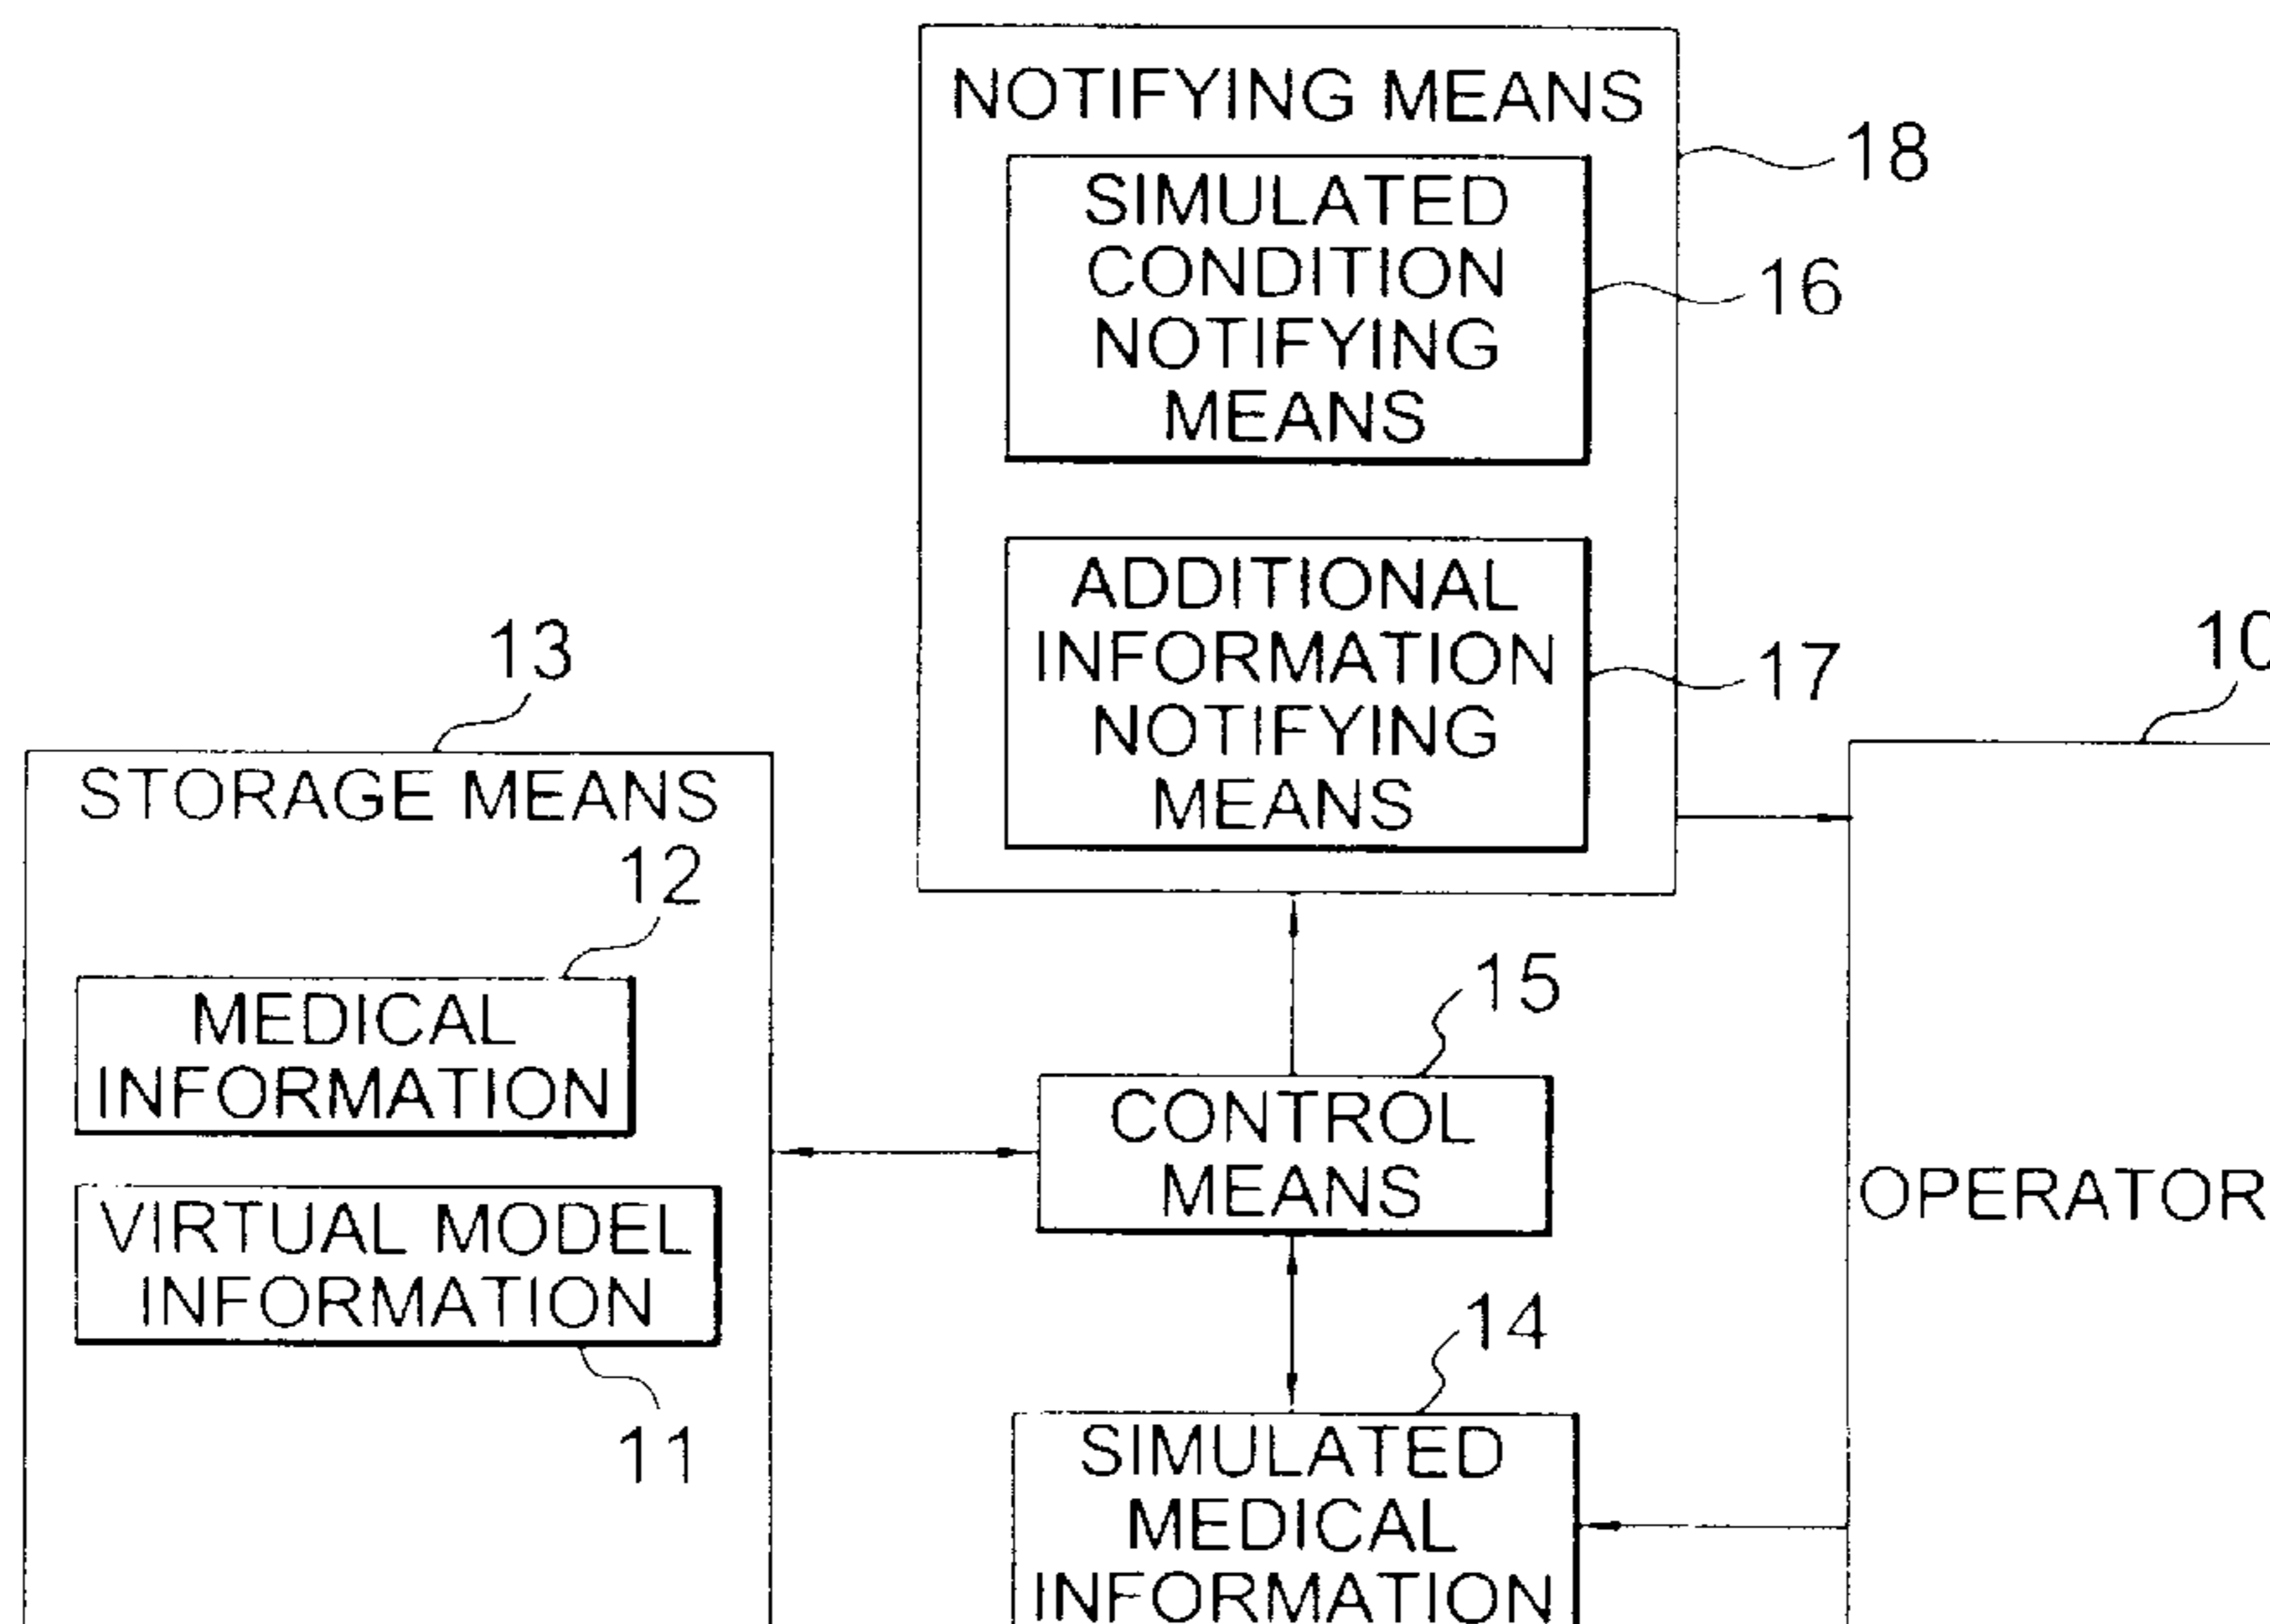 NOTIFYING MEANS
18
SIMULATED
CONDITION
NOTIFYING
MEANS
16
ADDITIONAL
INFORMATION
NOTIFYING
MEANS
17
13
STORAGE MEANS
12
MEDICAL
INFORMATION
VIRTUAL MODEL
INFORMATION
11
15
CONTROL
MEANS
14
SIMULATED
MEDICAL
INFORMATION
10
OPERATOR